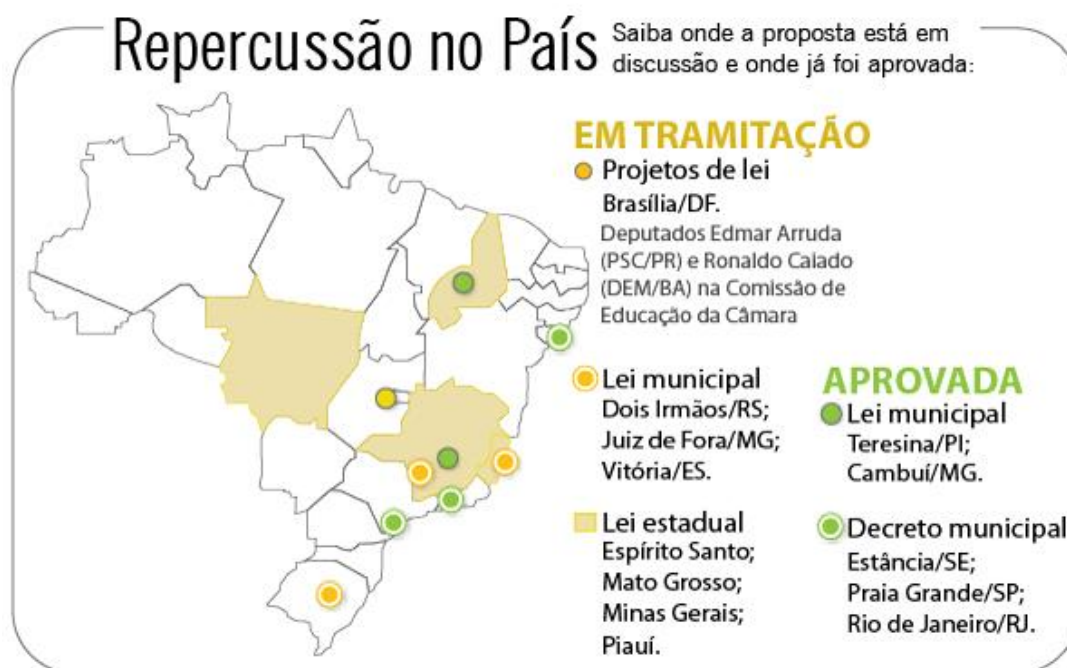 Repercussão no País
Saiba onde a proposta está em
discussão e onde já foi aprovada:
EM TRAMITAÇÃO
Projetos de lei
Brasília/DF.
Deputados Edmar Arruda
(PSC/PR) e Ronaldo Caiado
(DEM/BA) na Comissão de
Educação da Câmara
Lei municipal
Dois Irmãos/RS;
Juiz de Fora/MG;
Vitória/ES.
Lei estadual
Espírito Santo;
Mato Grosso;
Minas Gerais;
Piauí.
APROVADA
Lei municipal
Teresina/PI;
Cambuí/MG.
Decreto municipal
Estância/SE;
Praia Grande/SP;
Rio de Janeiro/RJ.